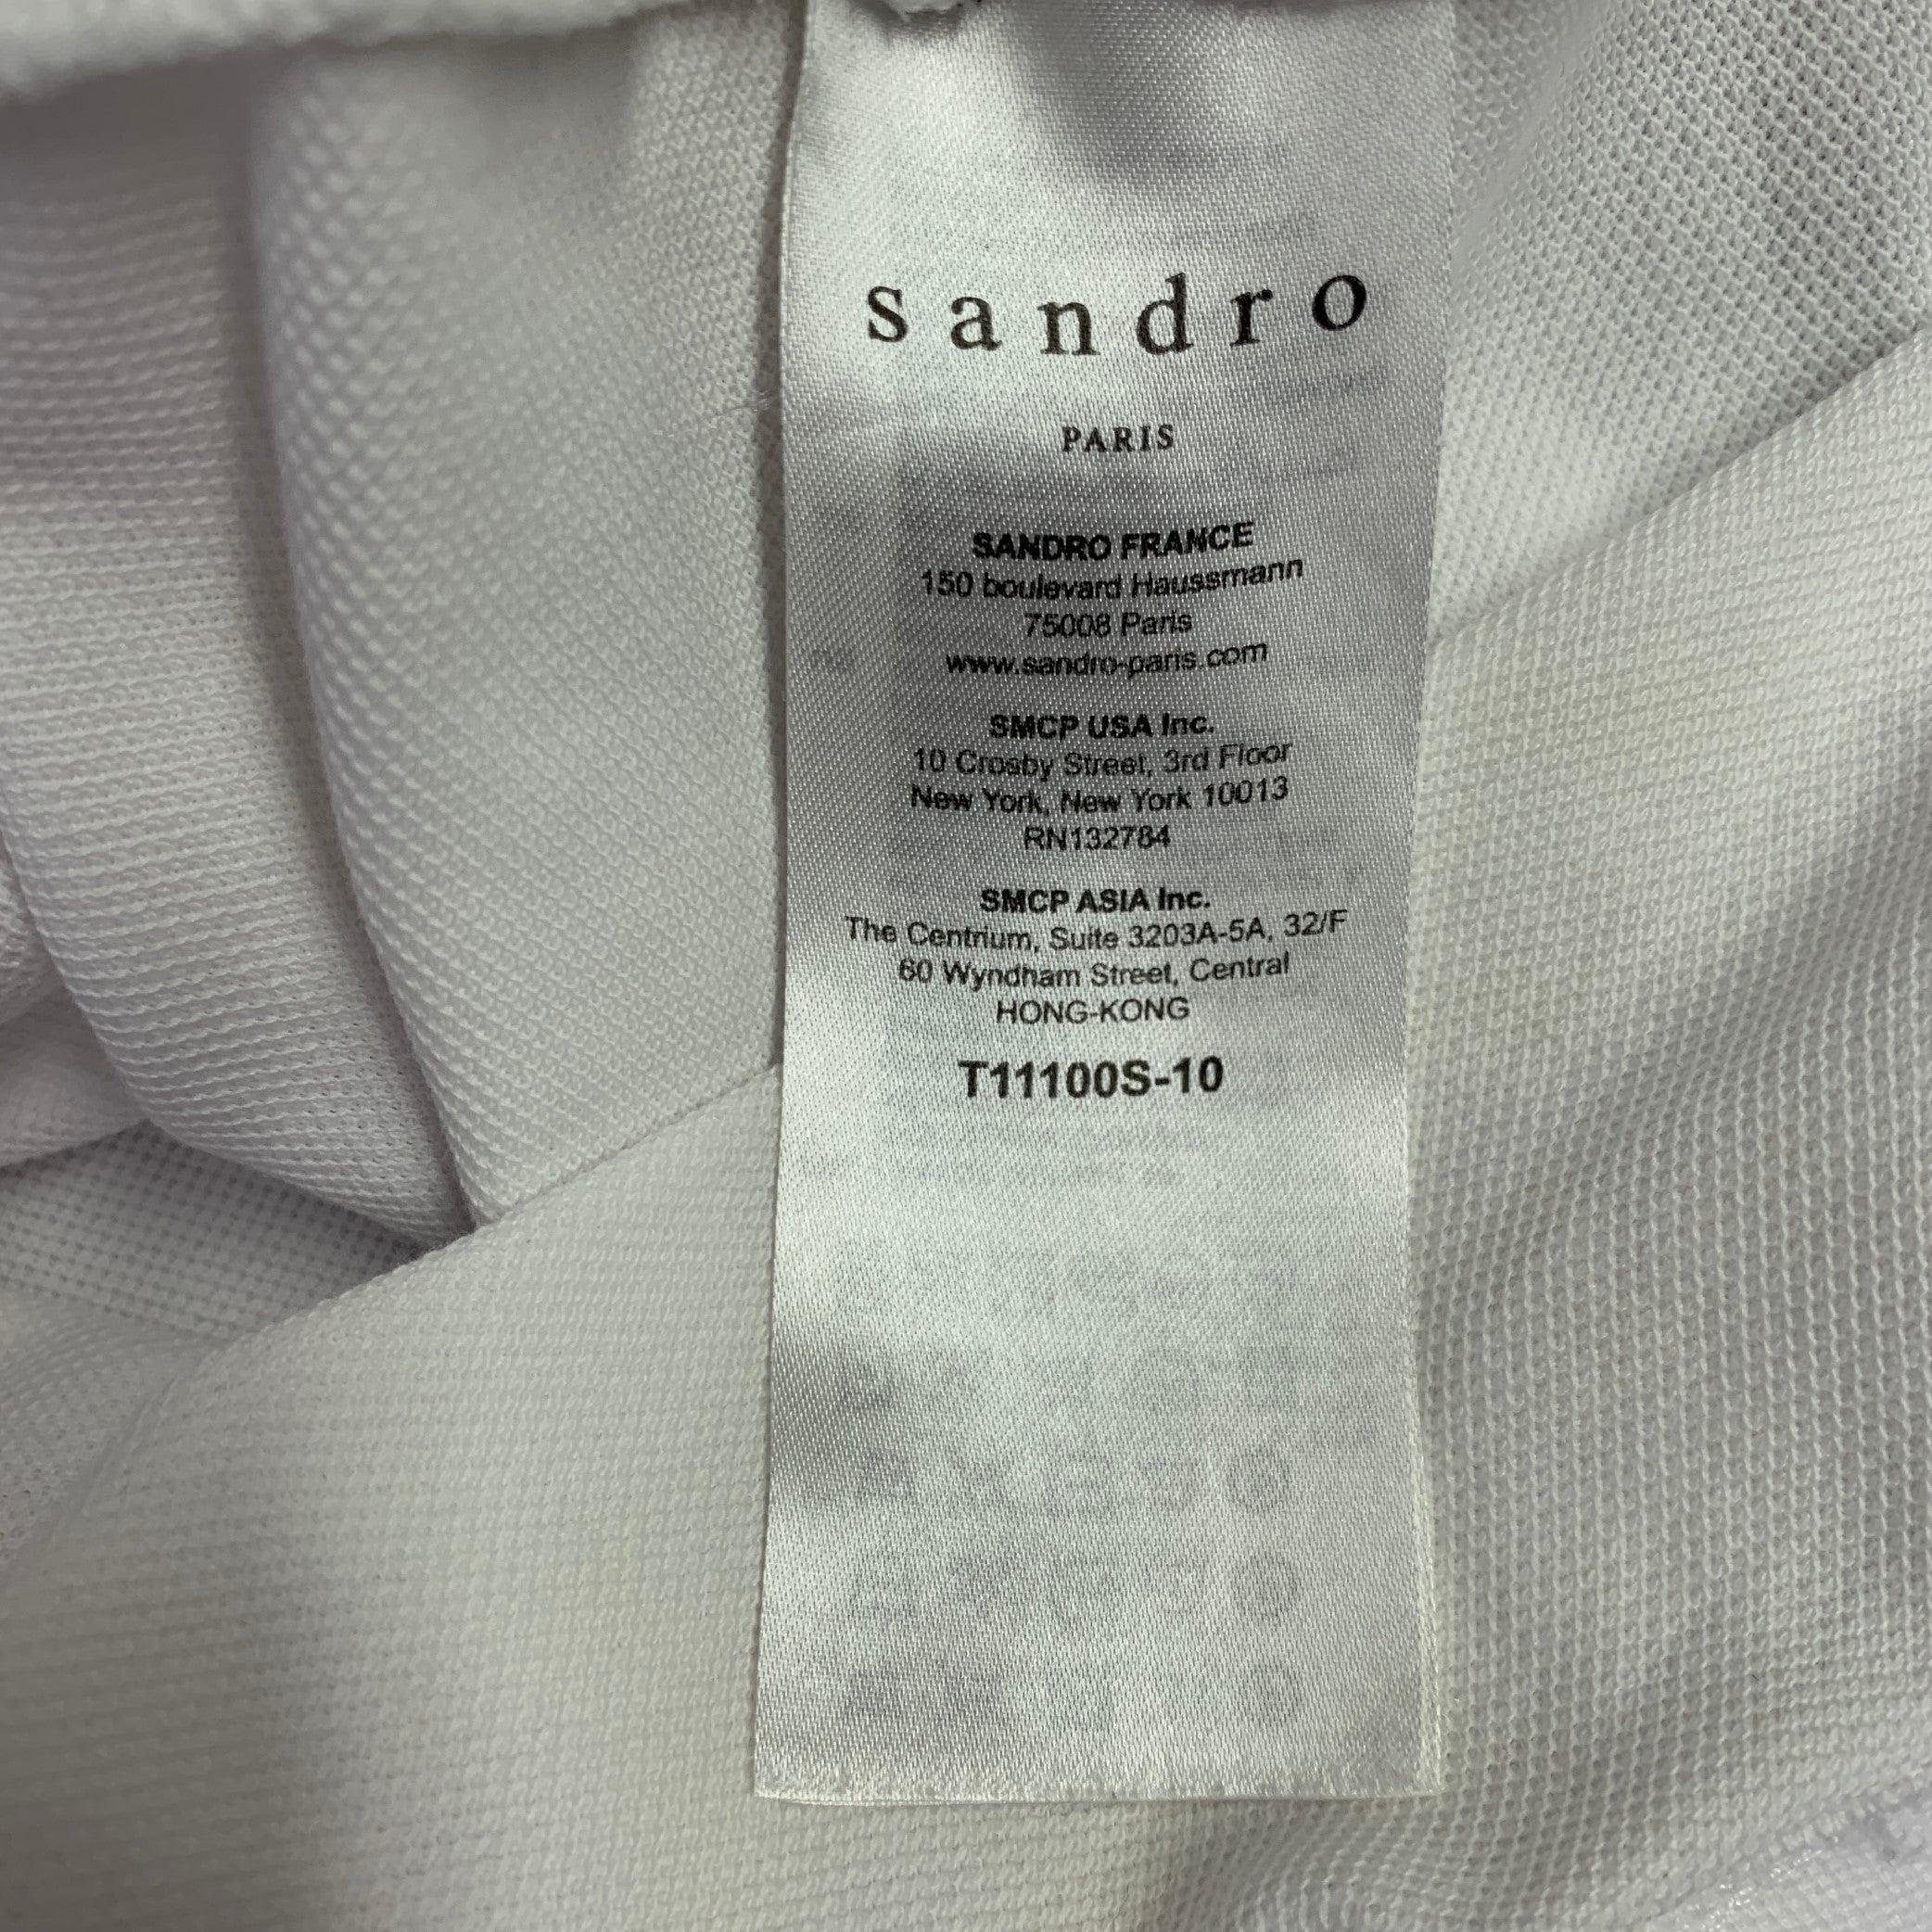 sandro
PARIS
SANDRO FRANCE
150 boulevard Haussmann
75008 Paris
www.sandro-paris.com
SMCP USA Inc.
10 Crosby Street, 3rd Floor
New York, New York 10013
RN132784
SMCP ASIA Inc.
The Centrium, Suite 3203A-5A, 32/F
60 Wyndham Street, Central
HONG-KONG
T11100S-10